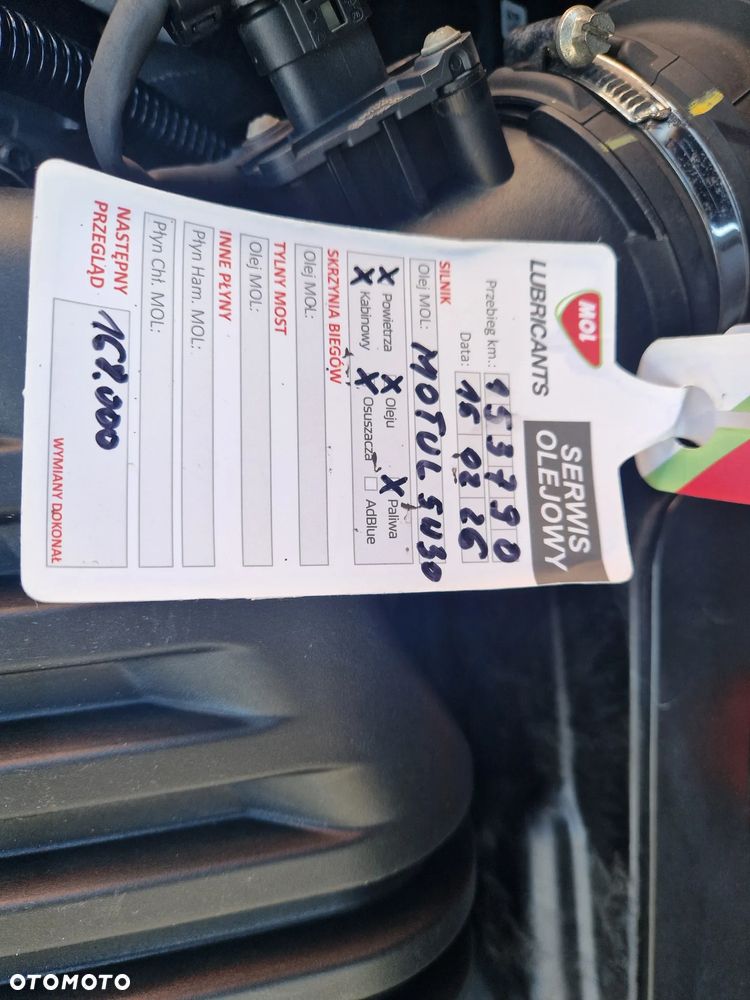 MOL
LUBRICANTS
SERWIS
OLEJOWY
Przebieg km.: 153790
Data: 16 02 26
SILNIK
Olej MOL: MOTUL 5W30
X Powietrza X Oleju X Paliwa
X Kabinowy X Osuszacza AdBlue
SKRZYNIA BIEGÓW
Olej MOL:
TYLNY MOST
Olej MOL:
INNE PŁYNY
Płyn Ham. MOL:
Płyn Chł. MOL:
NASTĘPNY
PRZEGLĄD
168.000
WYMIANY DOKONAŁ
OTOMOTO